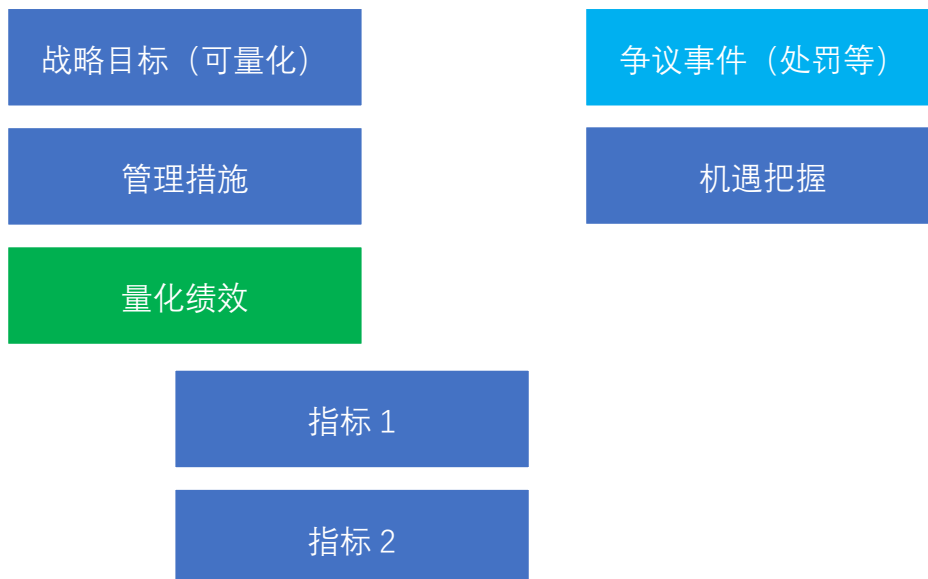 战略目标（可量化）
争议事件（处罚等）
管理措施
机遇把握
量化绩效
指标 1
指标 2